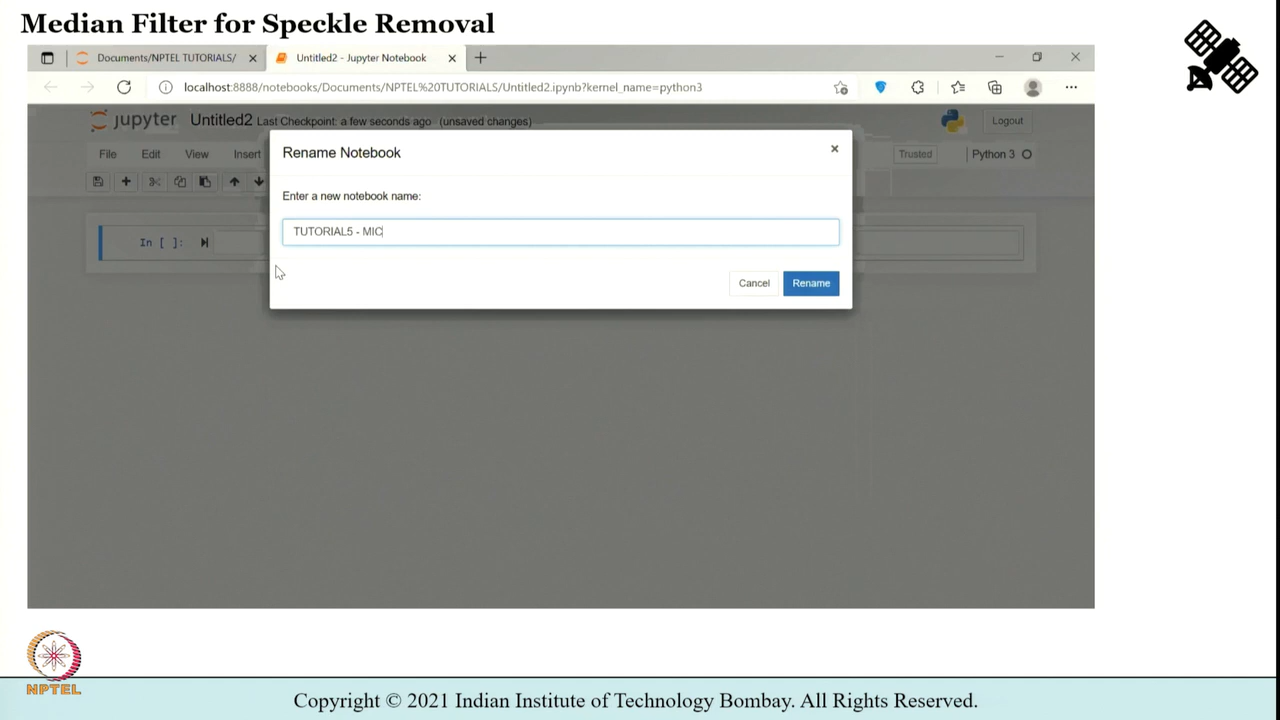 Median Filter for Speckle Removal
Documents/NPTEL TUTORIALS/
Untitled2 - Jupyter Notebook
localhost:8888/notebooks/Documents/NPTEL%20TUTORIALS/Untitled2.ipynb?kernel_name=python3
jupyter Untitled2 Last Checkpoint: a few seconds ago (unsaved changes)
Logout
File Edit View Insert
Trusted
Python 3
Rename Notebook
Enter a new notebook name:
TUTORIAL5 - MIC
Cancel
Rename
In [ ]:
NPTEL
Copyright © 2021 Indian Institute of Technology Bombay. All Rights Reserved.